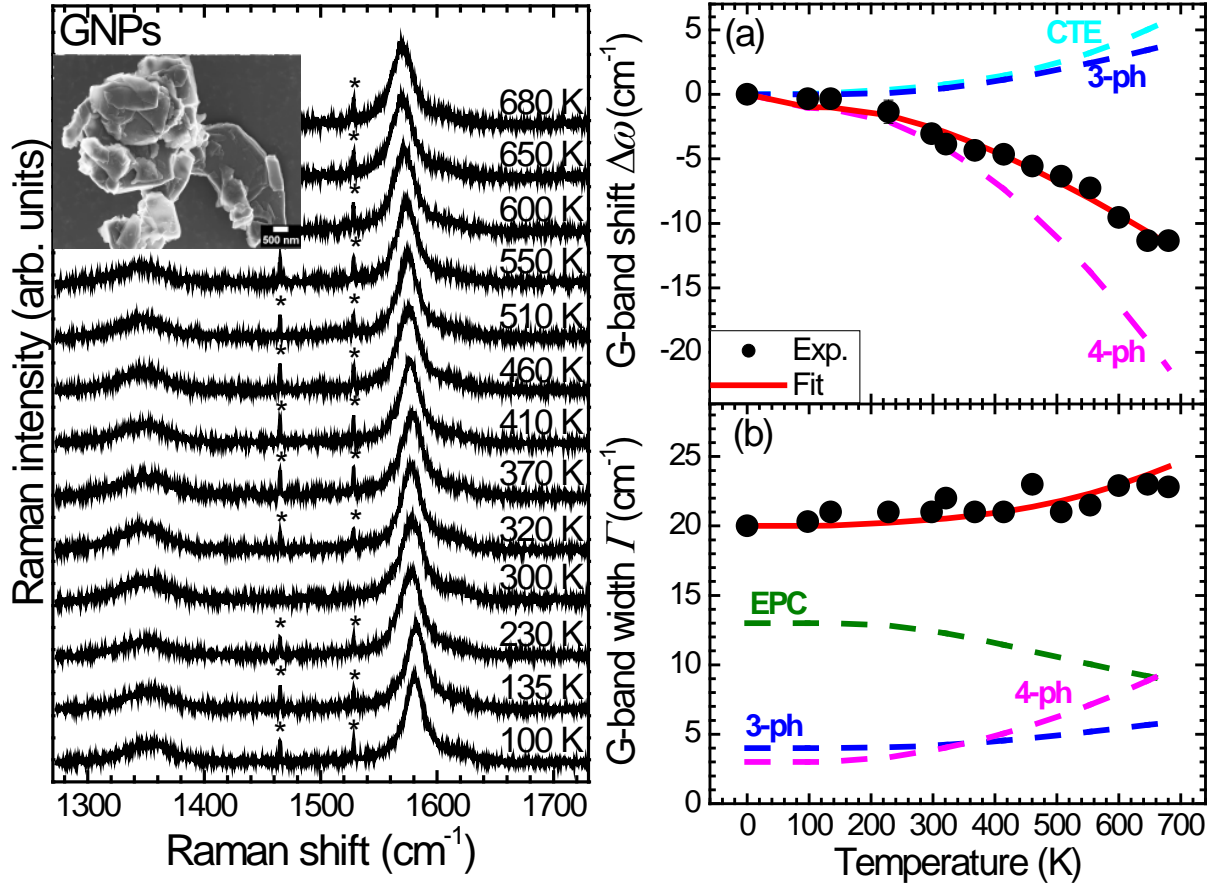 GNPs
500 nm
*
680 K
*
650 K
*
600 K
*
550 K
* *
510 K
* *
460 K
* *
410 K
* *
370 K
* *
320 K
* *
300 K
230 K
* *
135 K
* *
100 K
* *
Raman intensity (arb. units)
1300 1400 1500 1600 1700
Raman shift (cm⁻¹)
(a)
CTE
3-ph
4-ph
Exp.
Fit
5
0
-5
-10
-15
-20
G-band shift Δω (cm⁻¹)
(b)
EPC
4-ph
3-ph
25
20
15
10
5
0
G-band width Γ (cm⁻¹)
0 100 200 300 400 500 600 700
Temperature (K)